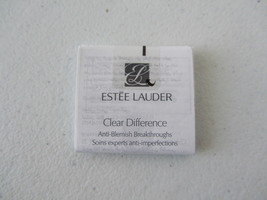 ESTĒE LAUDER
Clear Difference
Anti-Blemish Breakthroughs
Soins experts anti-imperfections